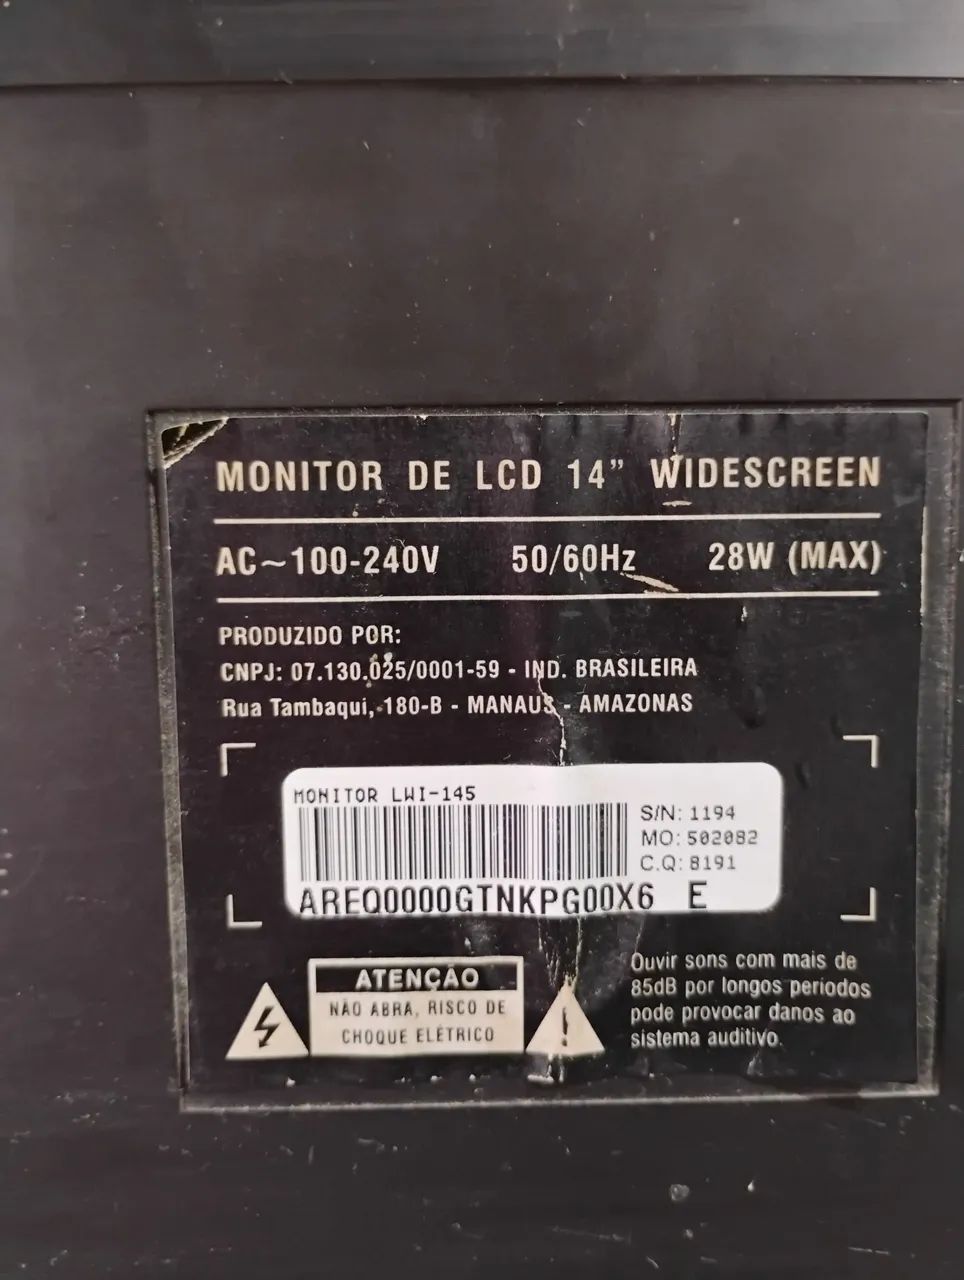 MONITOR DE LCD 14" WIDESCREEN
AC~100-240V 50/60Hz 28W (MAX)
PRODUZIDO POR:
CNPJ: 07.130.025/0001-59 - IND. BRASILEIRA
Rua Tambaqui, 180-B - MANAUS - AMAZONAS
MONITOR LWI-145
S/N: 1194
MO: 502082
C.Q: 8191
AREQ0000GTNKPG00X6 E
ATENÇÃO
NÃO ABRA, RISCO DE
CHOQUE ELÉTRICO
Ouvir sons com mais de
85dB por longos periodos
pode provocar danos ao
sistema auditivo.